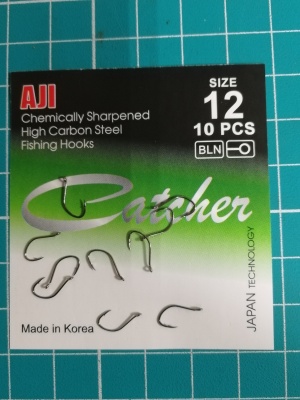 AJI
Chemically Sharpened
High Carbon Steel
Fishing Hooks
SIZE
12
10 PCS
BLN
Catcher
JAPAN TECHNOLOGY
Made in Korea